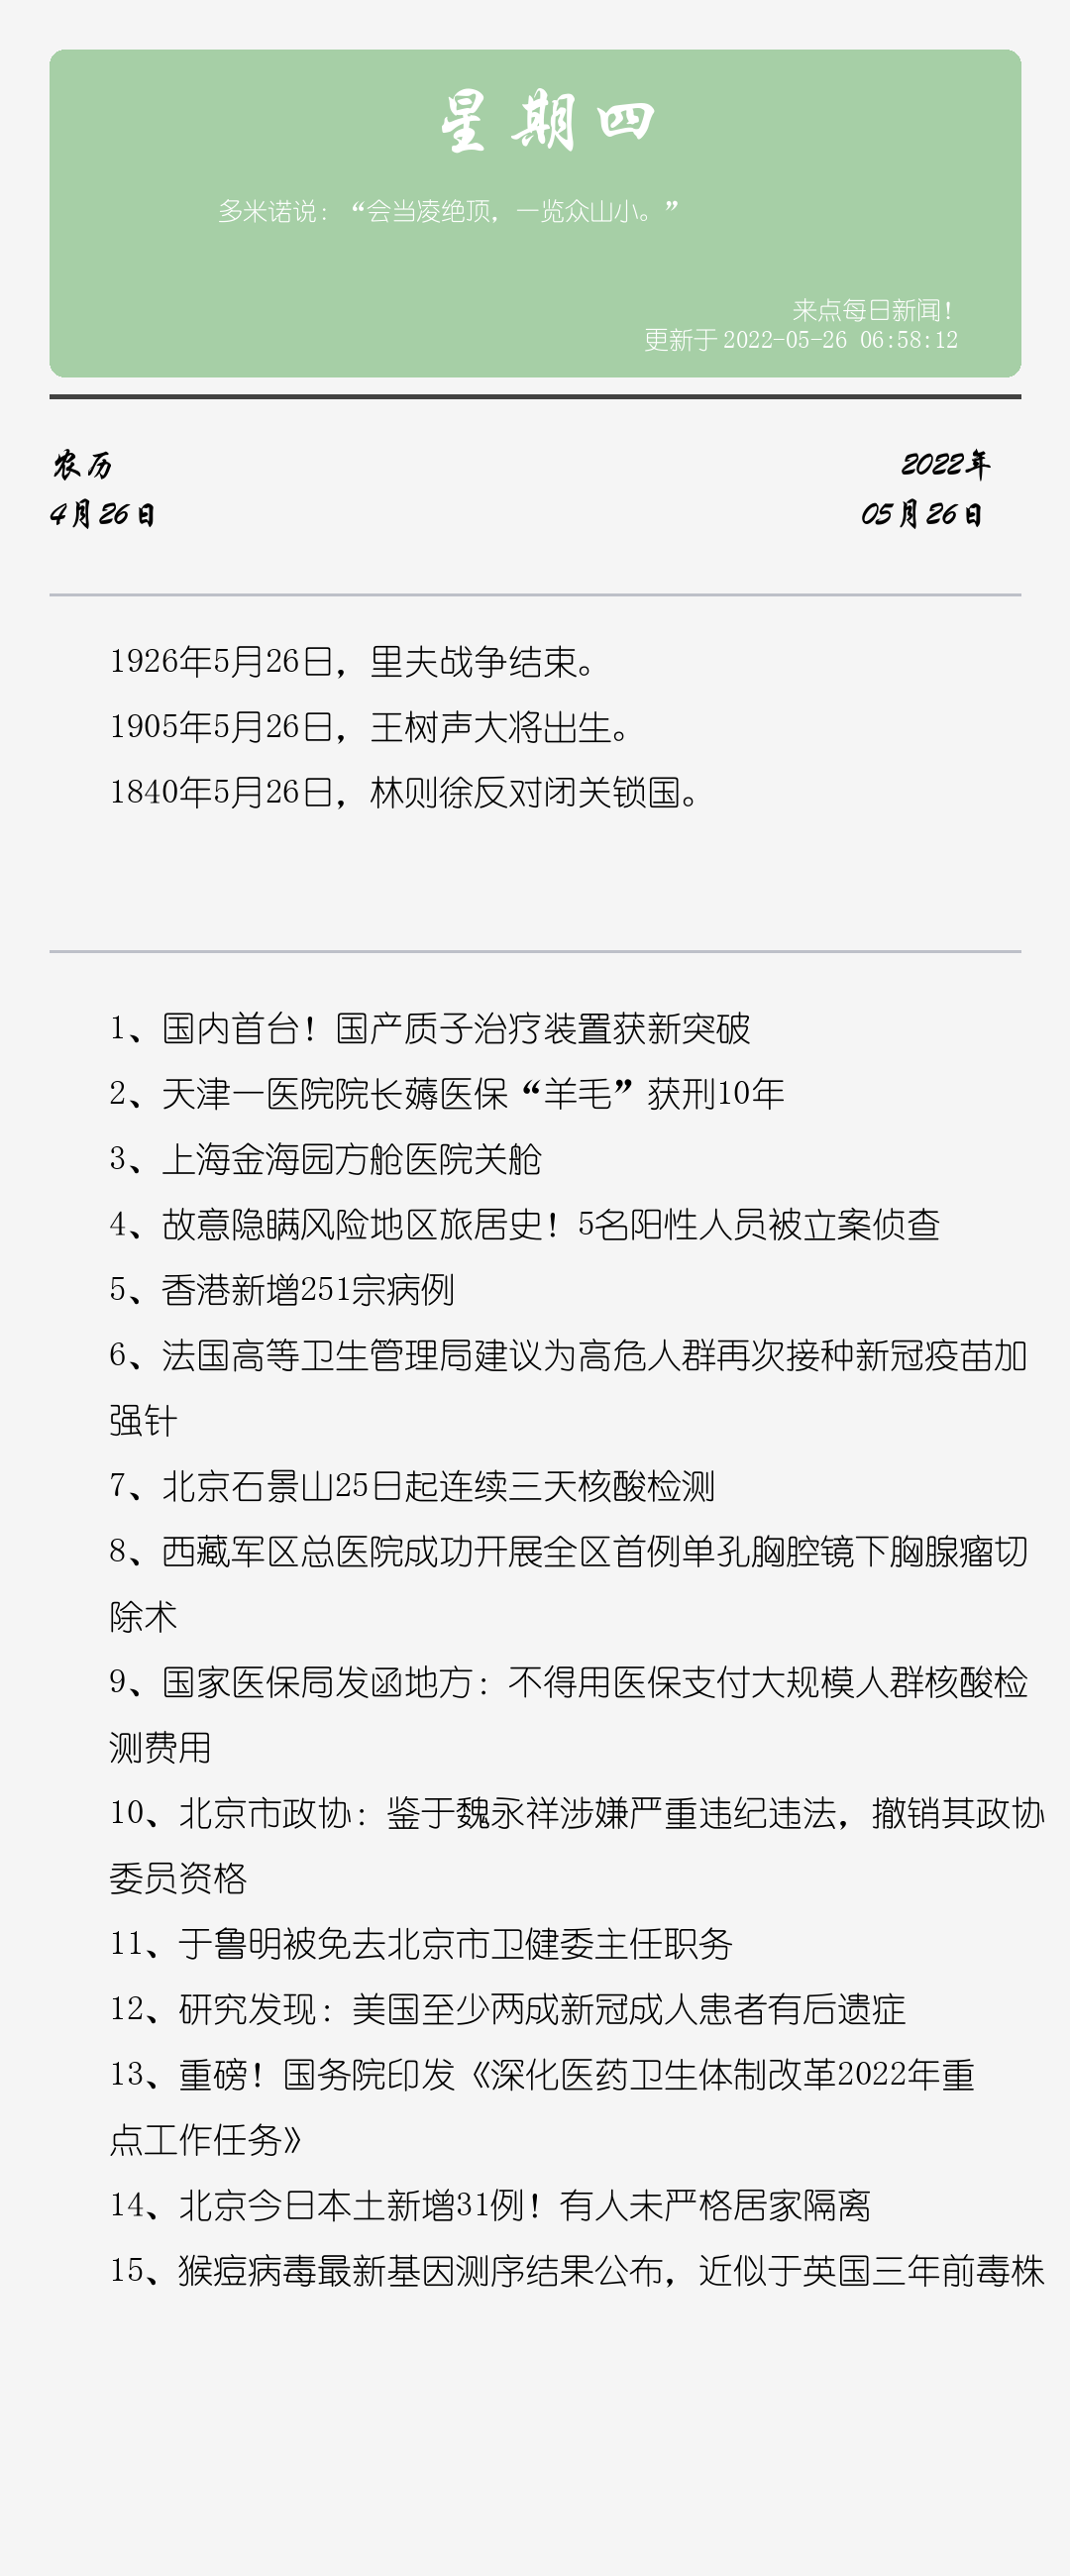 星期四
多米诺说：“会当凌绝顶，一览众山小。”
来点每日新闻！
更新于 2022-05-26 06:58:12
农历
2022年
4月26日
05月26日
1926年5月26日，里夫战争结束。
1905年5月26日，王树声大将出生。
1840年5月26日，林则徐反对闭关锁国。
1、国内首台！国产质子治疗装置获新突破
2、天津一医院院长薅医保“羊毛”获刑10年
3、上海金海园方舱医院关舱
4、故意隐瞒风险地区旅居史！5名阳性人员被立案侦查
5、香港新增251宗病例
6、法国高等卫生管理局建议为高危人群再次接种新冠疫苗加
强针
7、北京石景山25日起连续三天核酸检测
8、西藏军区总医院成功开展全区首例单孔胸腔镜下胸腺瘤切
除术
9、国家医保局发函地方：不得用医保支付大规模人群核酸检
测费用
10、北京市政协：鉴于魏永祥涉嫌严重违纪违法，撤销其政协
委员资格
11、于鲁明被免去北京市卫健委主任职务
12、研究发现：美国至少两成新冠成人患者有后遗症
13、重磅！国务院印发《深化医药卫生体制改革2022年重
点工作任务》
14、北京今日本土新增31例！有人未严格居家隔离
15、猴痘病毒最新基因测序结果公布，近似于英国三年前毒株